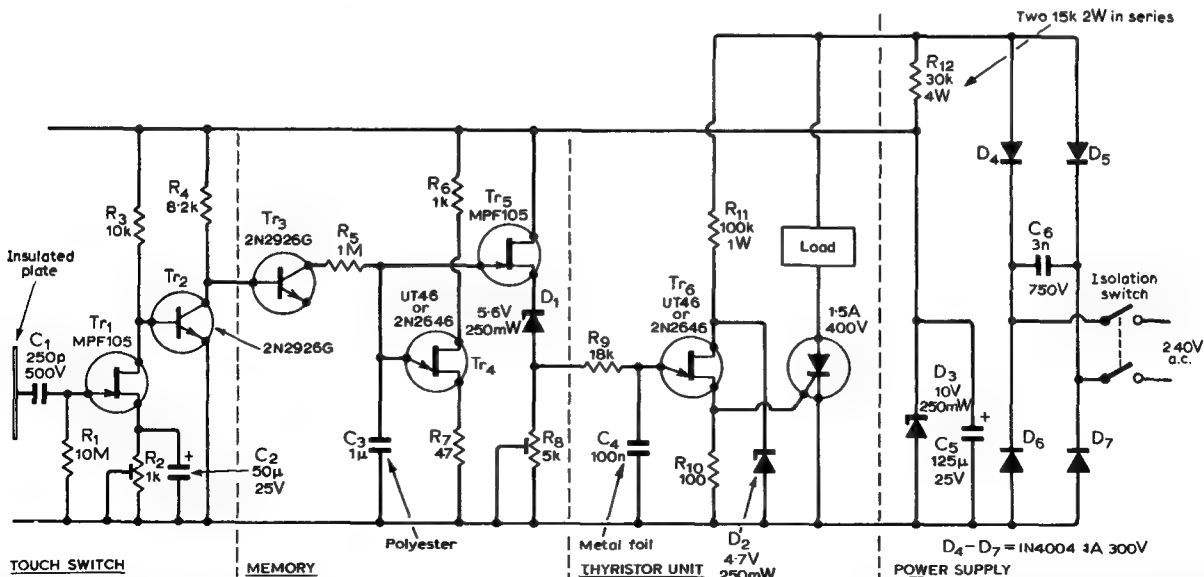 Two 15k 2W in series
R12
30k
4W
D4
D5
R3
10k
R4
8·2k
Tr3
2N2926G
R5
1M
R6
1k
Tr5
MPF105
R11
100k
1W
Load
C6
3n
750V
Isolation
switch
240V
a.c.
Insulated
plate
C1
250p
500V
Tr1
MPF105
Tr2
2N2926G
UT46
or
2N2646
Tr4
5·6V
250mW
D1
R9
18k
Tr6
UT46
or
2N2646
1·5A
400V
D3
10V
250mW
C5
125µ
25V
+
D6
D7
R1
10M
R2
1k
+
C2
50µ
25V
C3
1µ
R7
47
R8
5k
C4
100n
R10
100
Polyester
Metal foil
D2
4·7V
250mW
D4-D7 = IN4004 1A 300V
TOUCH SWITCH
MEMORY
THYRISTOR UNIT
POWER SUPPLY